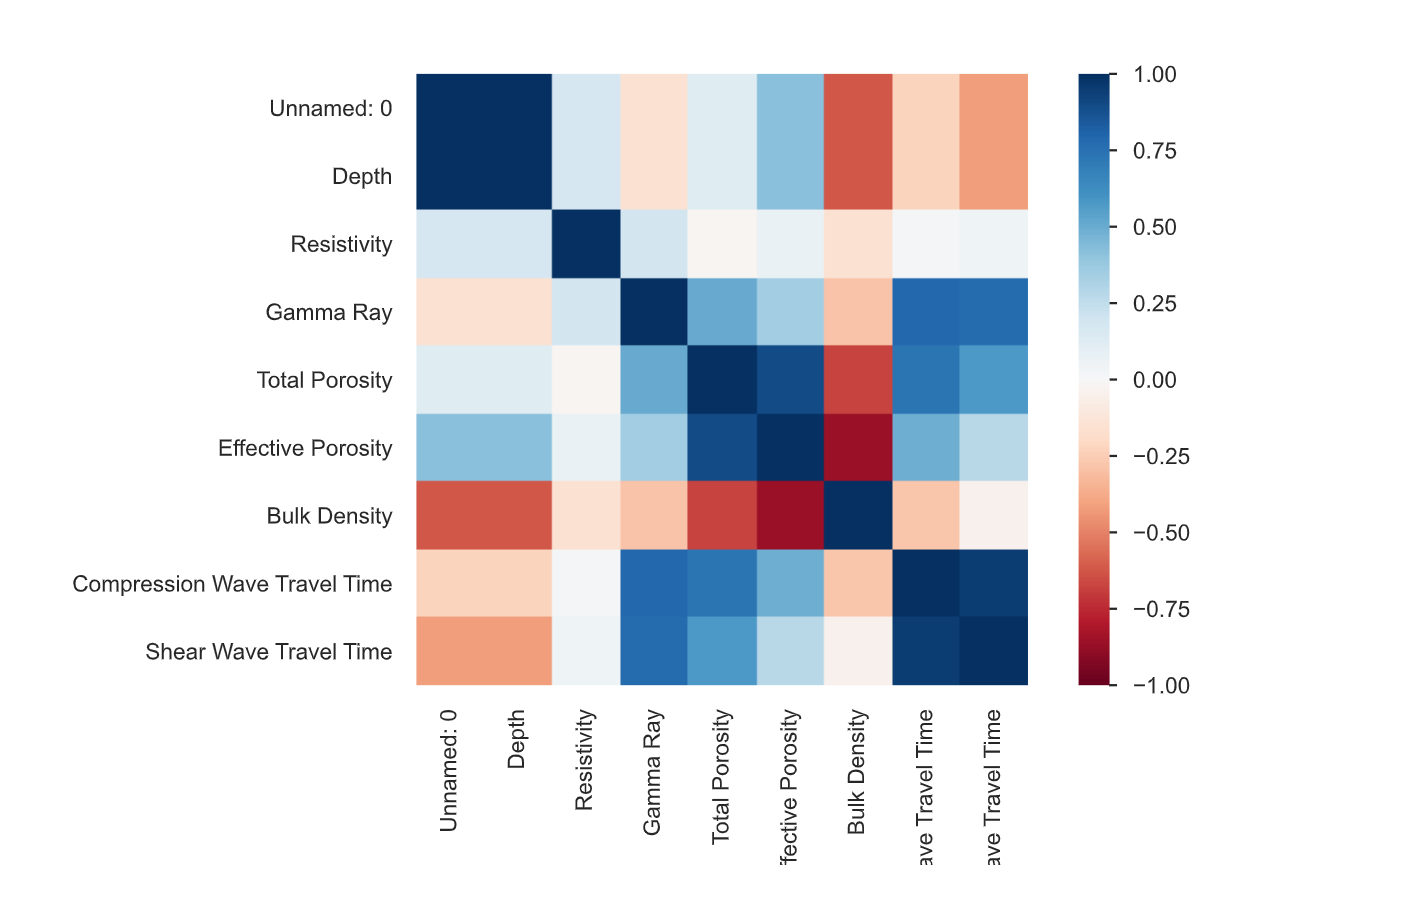 Unnamed: 0
Depth
Resistivity
Gamma Ray
Total Porosity
Effective Porosity
Bulk Density
Compression Wave Travel Time
Shear Wave Travel Time
1.00
0.75
0.50
0.25
0.00
−0.25
−0.50
−0.75
−1.00
Unnamed: 0
Depth
Resistivity
Gamma Ray
Total Porosity
ffective Porosity
Bulk Density
ave Travel Time
ave Travel Time